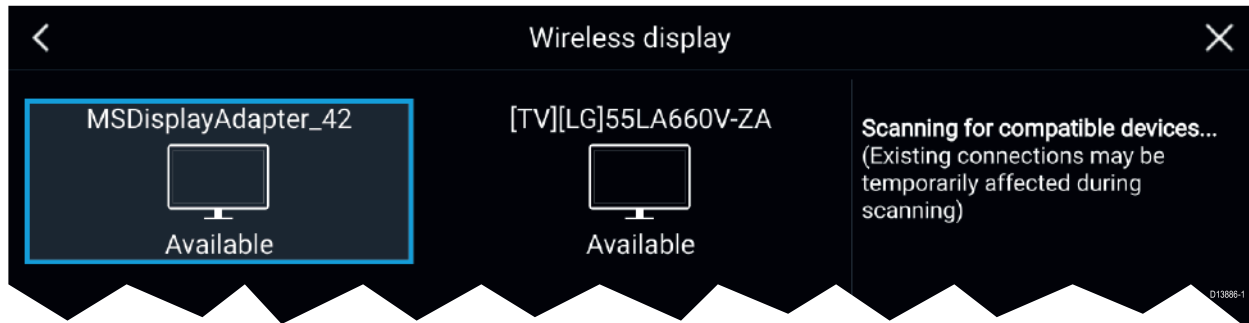 Wireless display
MSDisplayAdapter_42
Available
[TV][LG]55LA660V-ZA
Available
Scanning for compatible devices...
(Existing connections may be
temporarily affected during
scanning)
D13886-1